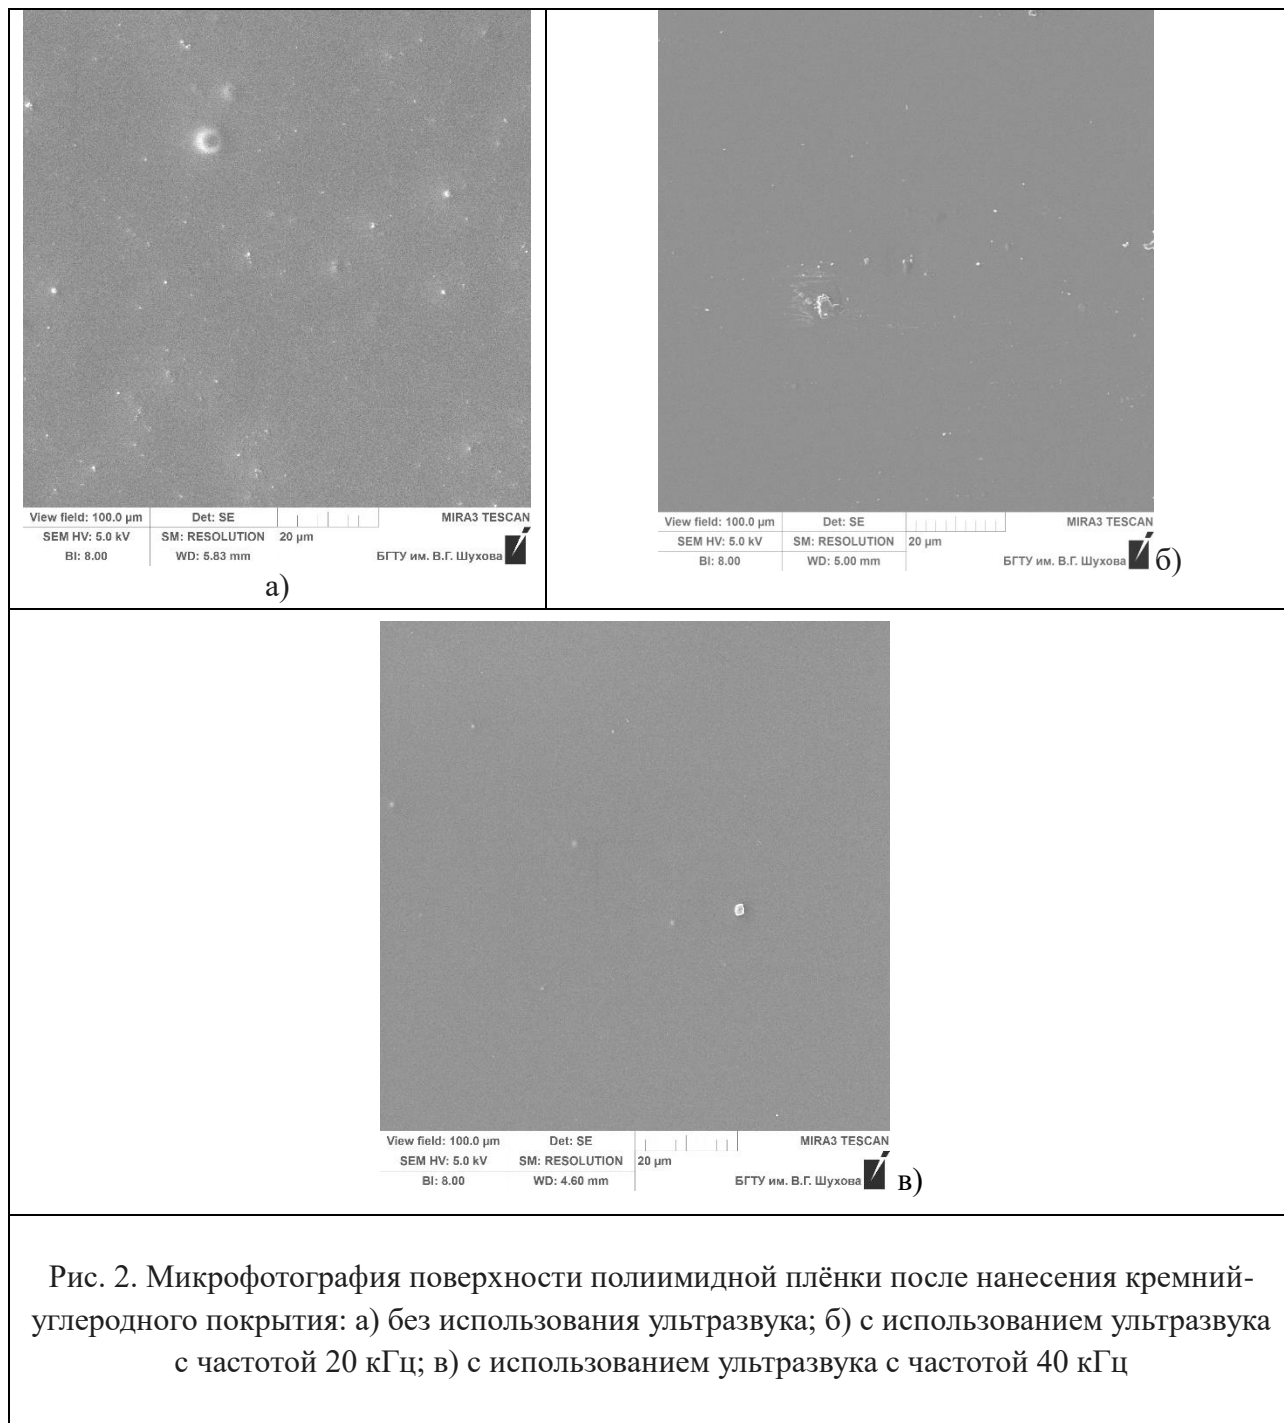 View field: 100.0 µm Det: SE MIRA3 TESCAN
SEM HV: 5.0 kV SM: RESOLUTION 20 µm
BI: 8.00 WD: 5.83 mm БГТУ им. В.Г. Шухова
а)
View field: 100.0 µm Det: SE MIRA3 TESCAN
SEM HV: 5.0 kV SM: RESOLUTION 20 µm
BI: 8.00 WD: 5.00 mm БГТУ им. В.Г. Шухова
б)
View field: 100.0 µm Det: SE MIRA3 TESCAN
SEM HV: 5.0 kV SM: RESOLUTION 20 µm
BI: 8.00 WD: 4.60 mm БГТУ им. В.Г. Шухова
в)
Рис. 2. Микрофотография поверхности полиимидной плёнки после нанесения кремний-
углеродного покрытия: а) без использования ультразвука; б) с использованием ультразвука
с частотой 20 кГц; в) с использованием ультразвука с частотой 40 кГц